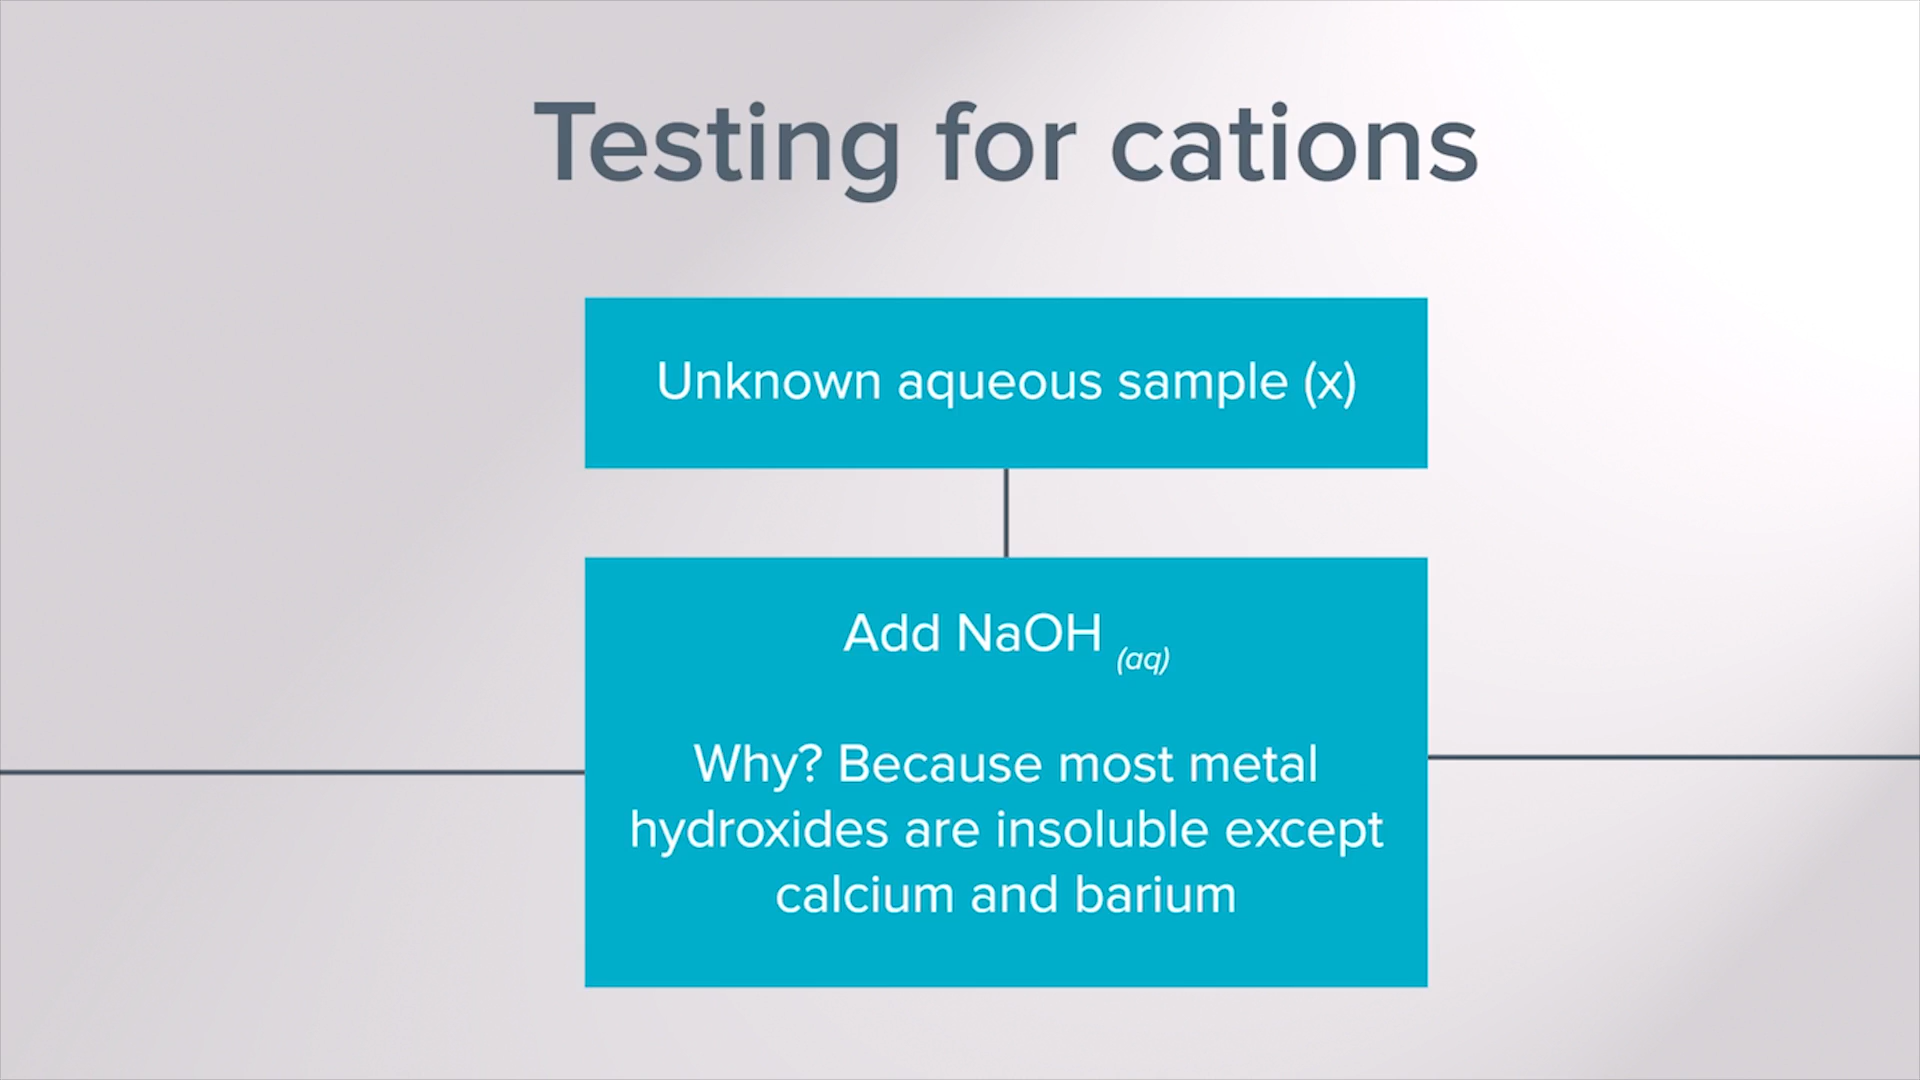 Testing for cations
Unknown aqueous sample (x)
Add NaOH (aq)
Why? Because most metal
hydroxides are insoluble except
calcium and barium